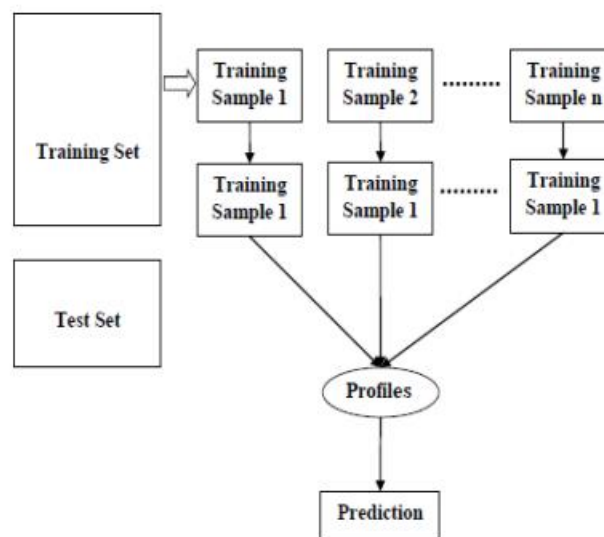 Training Set
Training
Sample 1
Training
Sample 2
Training
Sample n
Training
Sample 1
Training
Sample 1
Training
Sample 1
Test Set
Profiles
Prediction